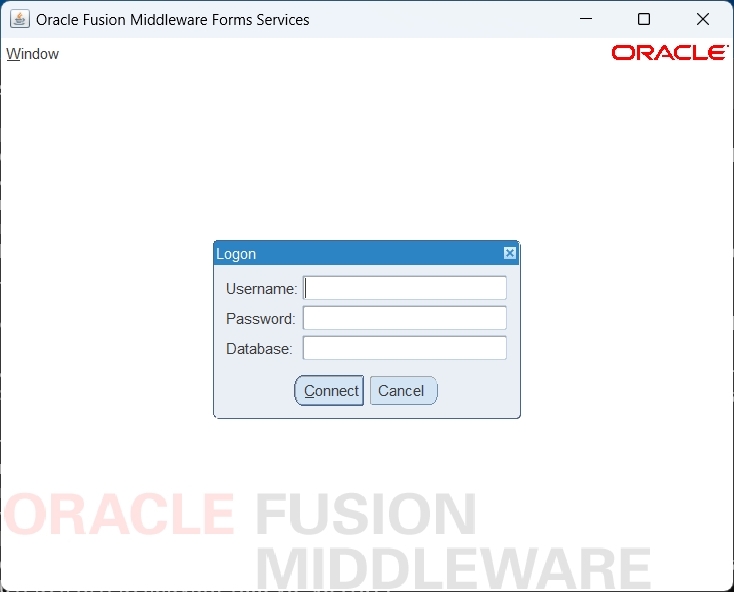 Oracle Fusion Middleware Forms Services
Window
ORACLE
Logon
Username:
Password:
Database:
Connect
Cancel
ORACLE FUSION
MIDDLEWARE